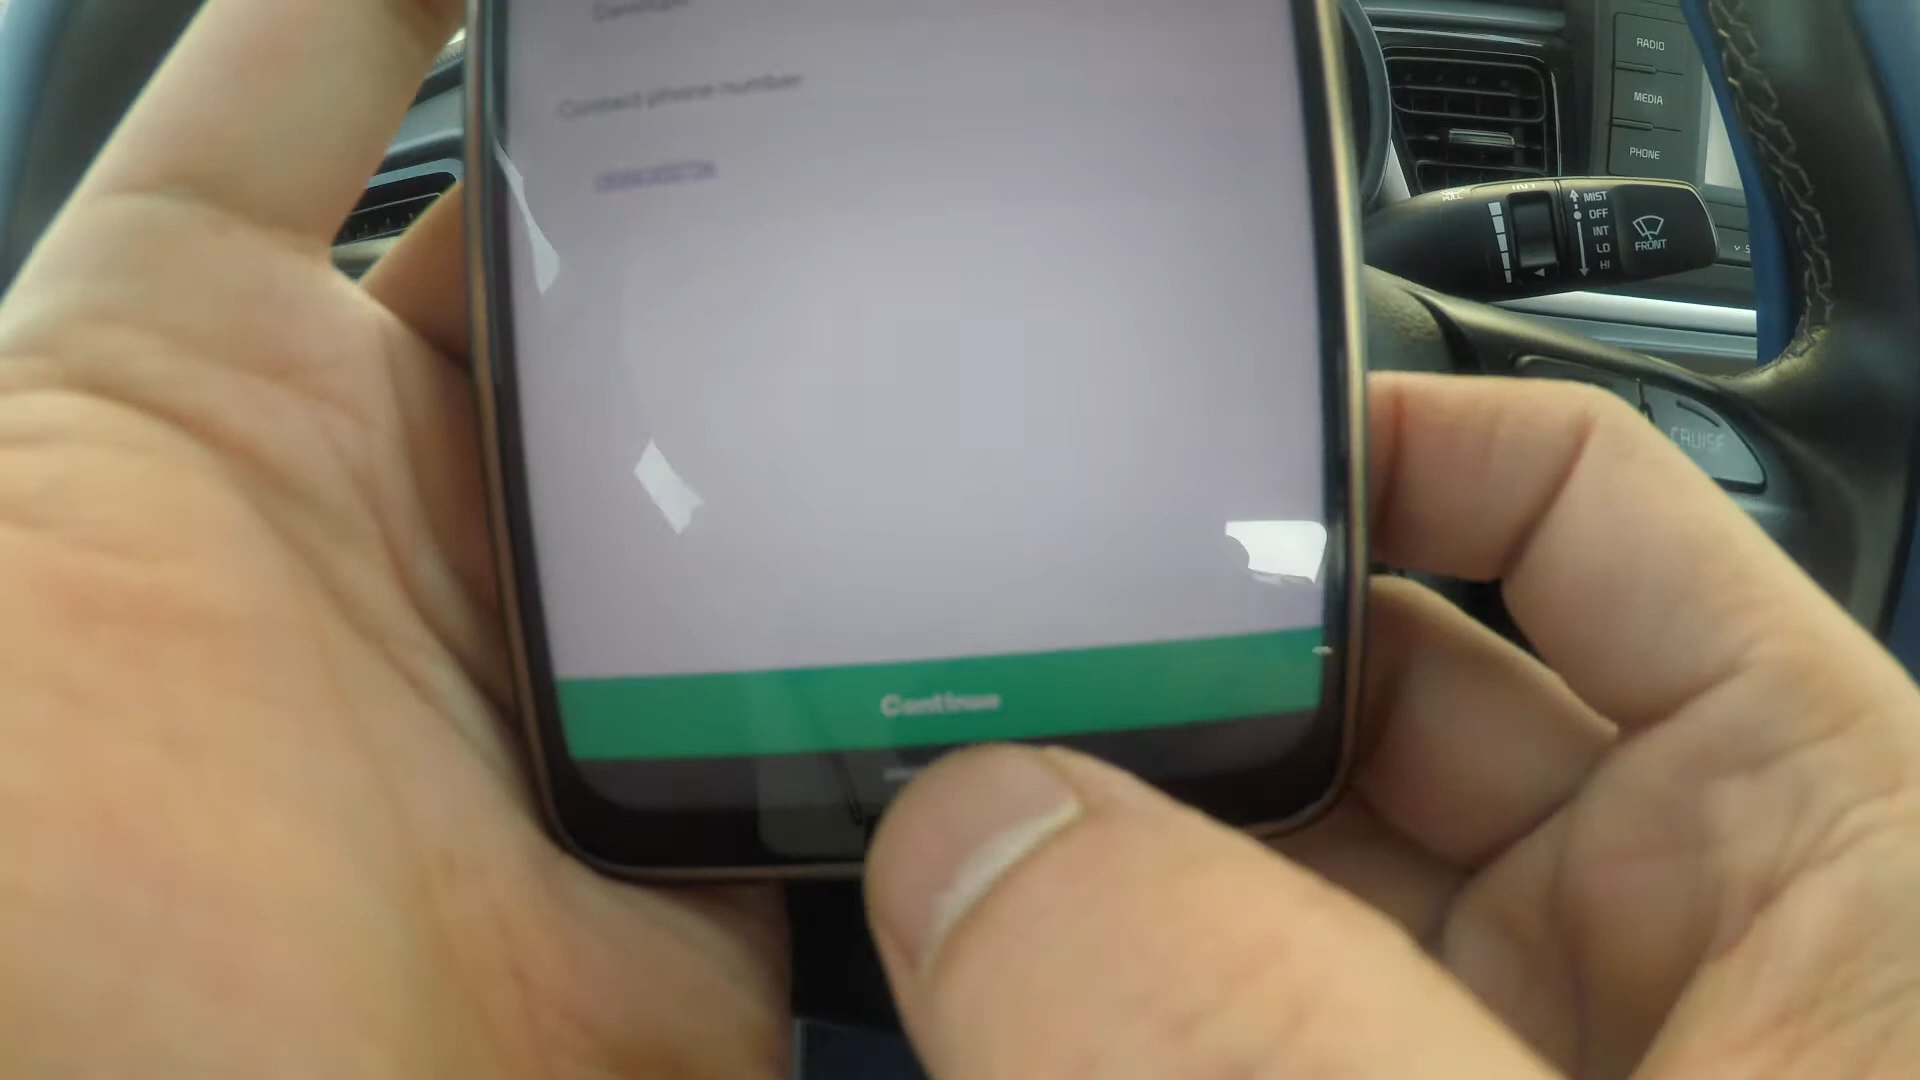 Contact phone number
Continue
RADIO
MEDIA
PHONE
MIST
OFF
INT
LO
HI
FRONT
CRUISE